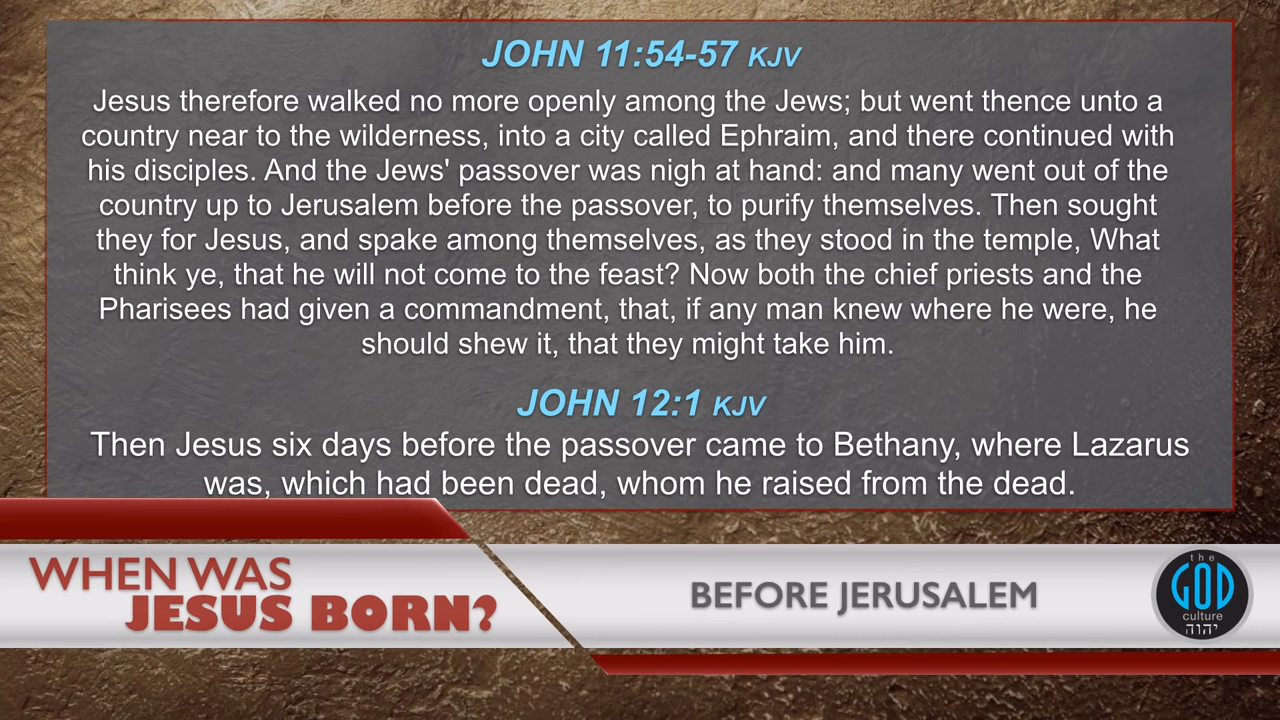 JOHN 11:54-57 KJV
Jesus therefore walked no more openly among the Jews; but went thence unto a
country near to the wilderness, into a city called Ephraim, and there continued with
his disciples. And the Jews' passover was nigh at hand: and many went out of the
country up to Jerusalem before the passover, to purify themselves. Then sought
they for Jesus, and spake among themselves, as they stood in the temple, What
think ye, that he will not come to the feast? Now both the chief priests and the
Pharisees had given a commandment, that, if any man knew where he were, he
should shew it, that they might take him.
JOHN 12:1 KJV
Then Jesus six days before the passover came to Bethany, where Lazarus
was, which had been dead, whom he raised from the dead.
WHEN WAS
JESUS BORN?
BEFORE JERUSALEM
the
GOD
culture
יהוה